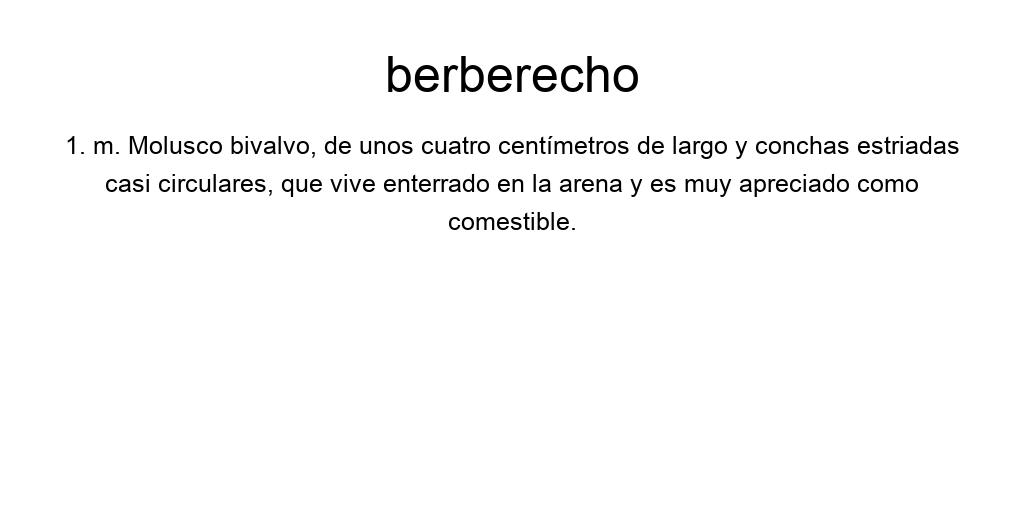 berberecho
1. m. Molusco bivalvo, de unos cuatro centímetros de largo y conchas estriadas
casi circulares, que vive enterrado en la arena y es muy apreciado como
comestible.